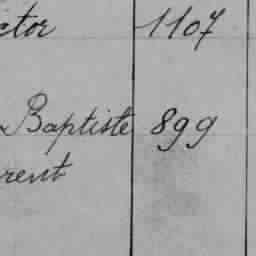 ctor 1107
Baptiste 899
rent